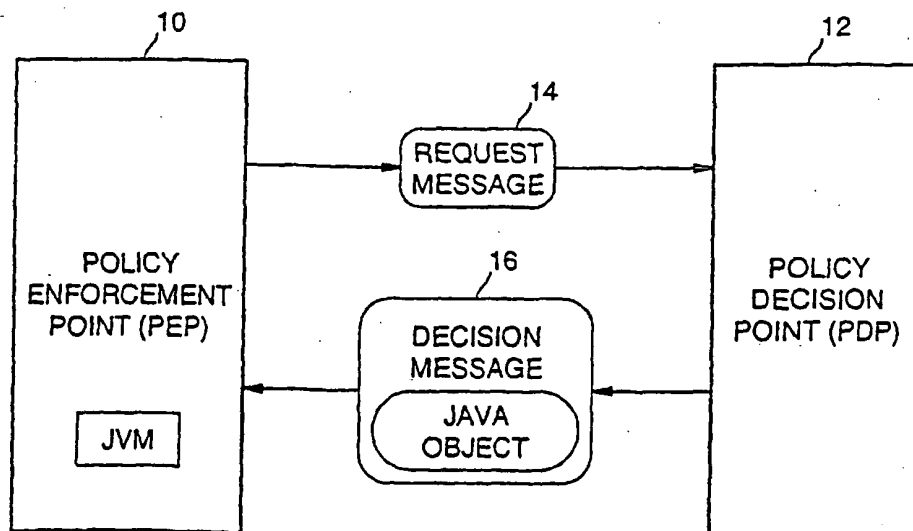 10
12
14
REQUEST
MESSAGE
POLICY
ENFORCEMENT
POINT (PEP)
16
DECISION
MESSAGE
JAVA
OBJECT
POLICY
DECISION
POINT (PDP)
JVM